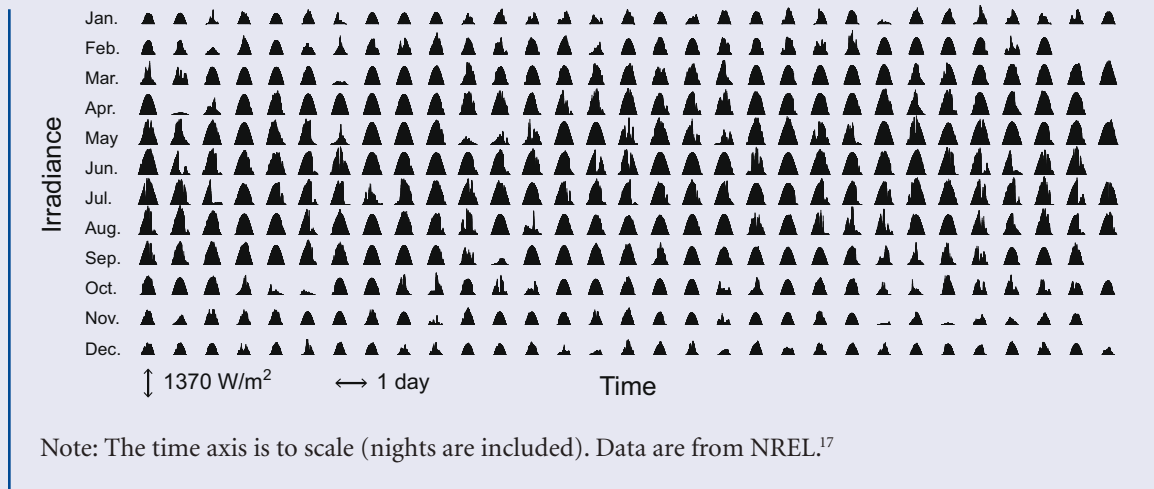 Jan.
Feb.
Mar.
Apr.
May
Jun.
Jul.
Aug.
Sep.
Oct.
Nov.
Dec.
Irradiance
1370 W/m²
1 day
Time
Note: The time axis is to scale (nights are included). Data are from NREL.¹⁷